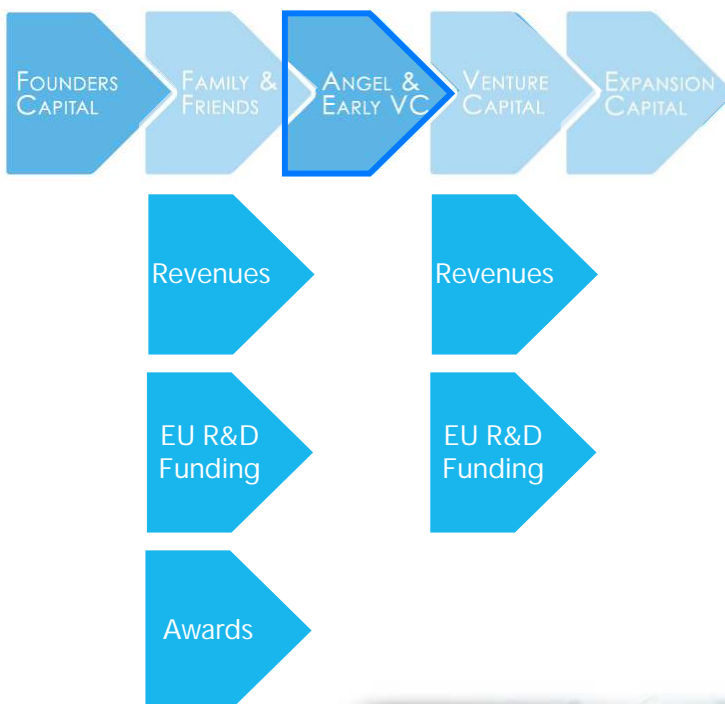 FOUNDERS
CAPITAL
FAMILY &
FRIENDS
ANGEL &
EARLY VC
VENTURE
CAPITAL
EXPANSION
CAPITAL
Revenues
Revenues
EU R&D
Funding
EU R&D
Funding
Awards